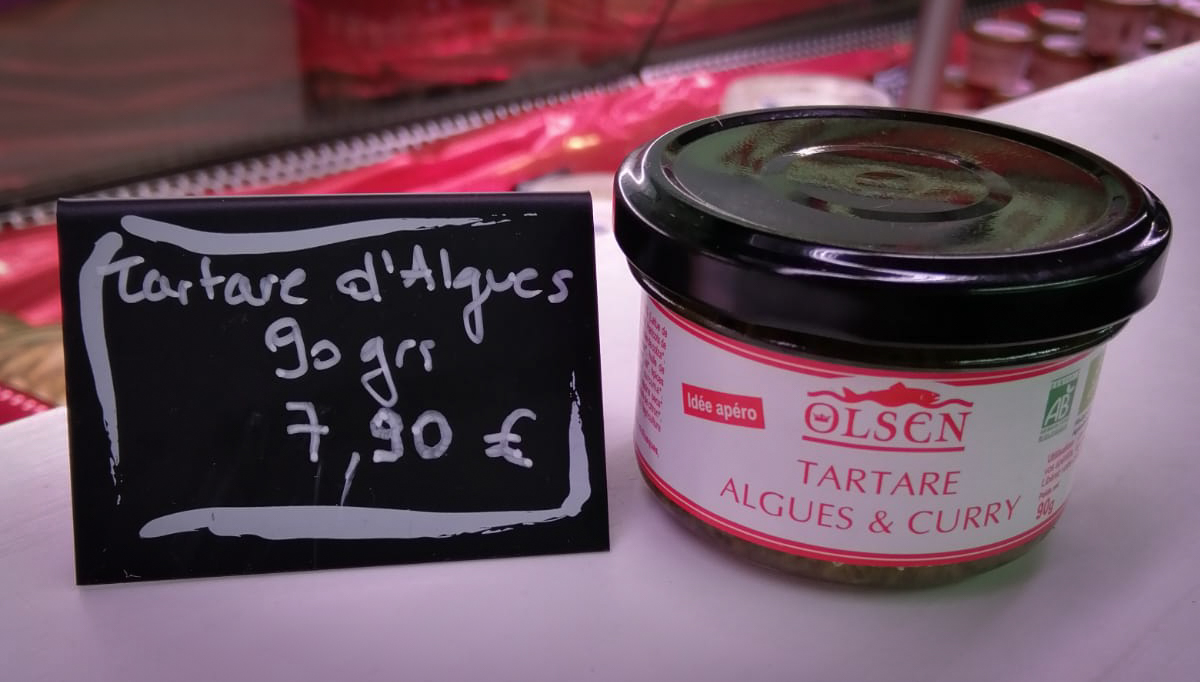 Tartare d'Algues
90 grs
7,90 €
Idée apéro
OLSEN
TARTARE
ALGUES & CURRY
AB
90g